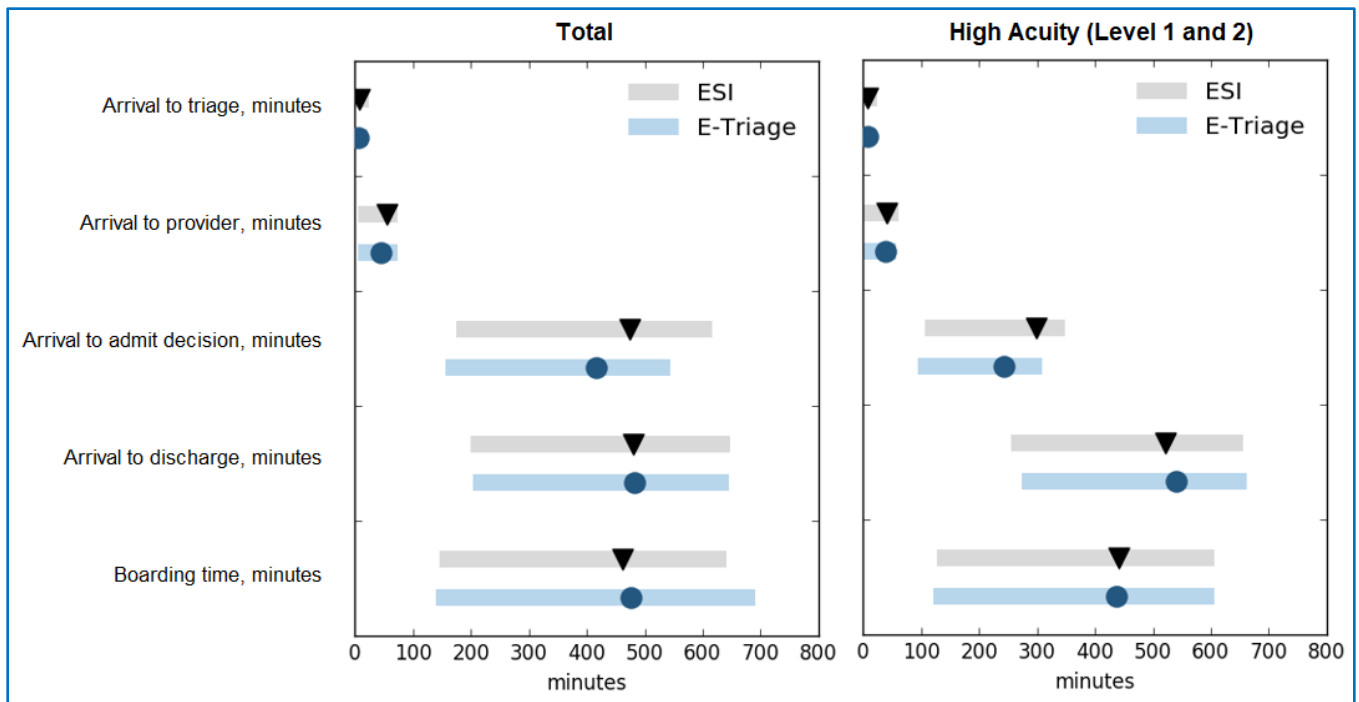 Total
High Acuity (Level 1 and 2)
ESI
E-Triage
ESI
E-Triage
Arrival to triage, minutes
Arrival to provider, minutes
Arrival to admit decision, minutes
Arrival to discharge, minutes
Boarding time, minutes
0 100 200 300 400 500 600 700 800
minutes
0 100 200 300 400 500 600 700 800
minutes